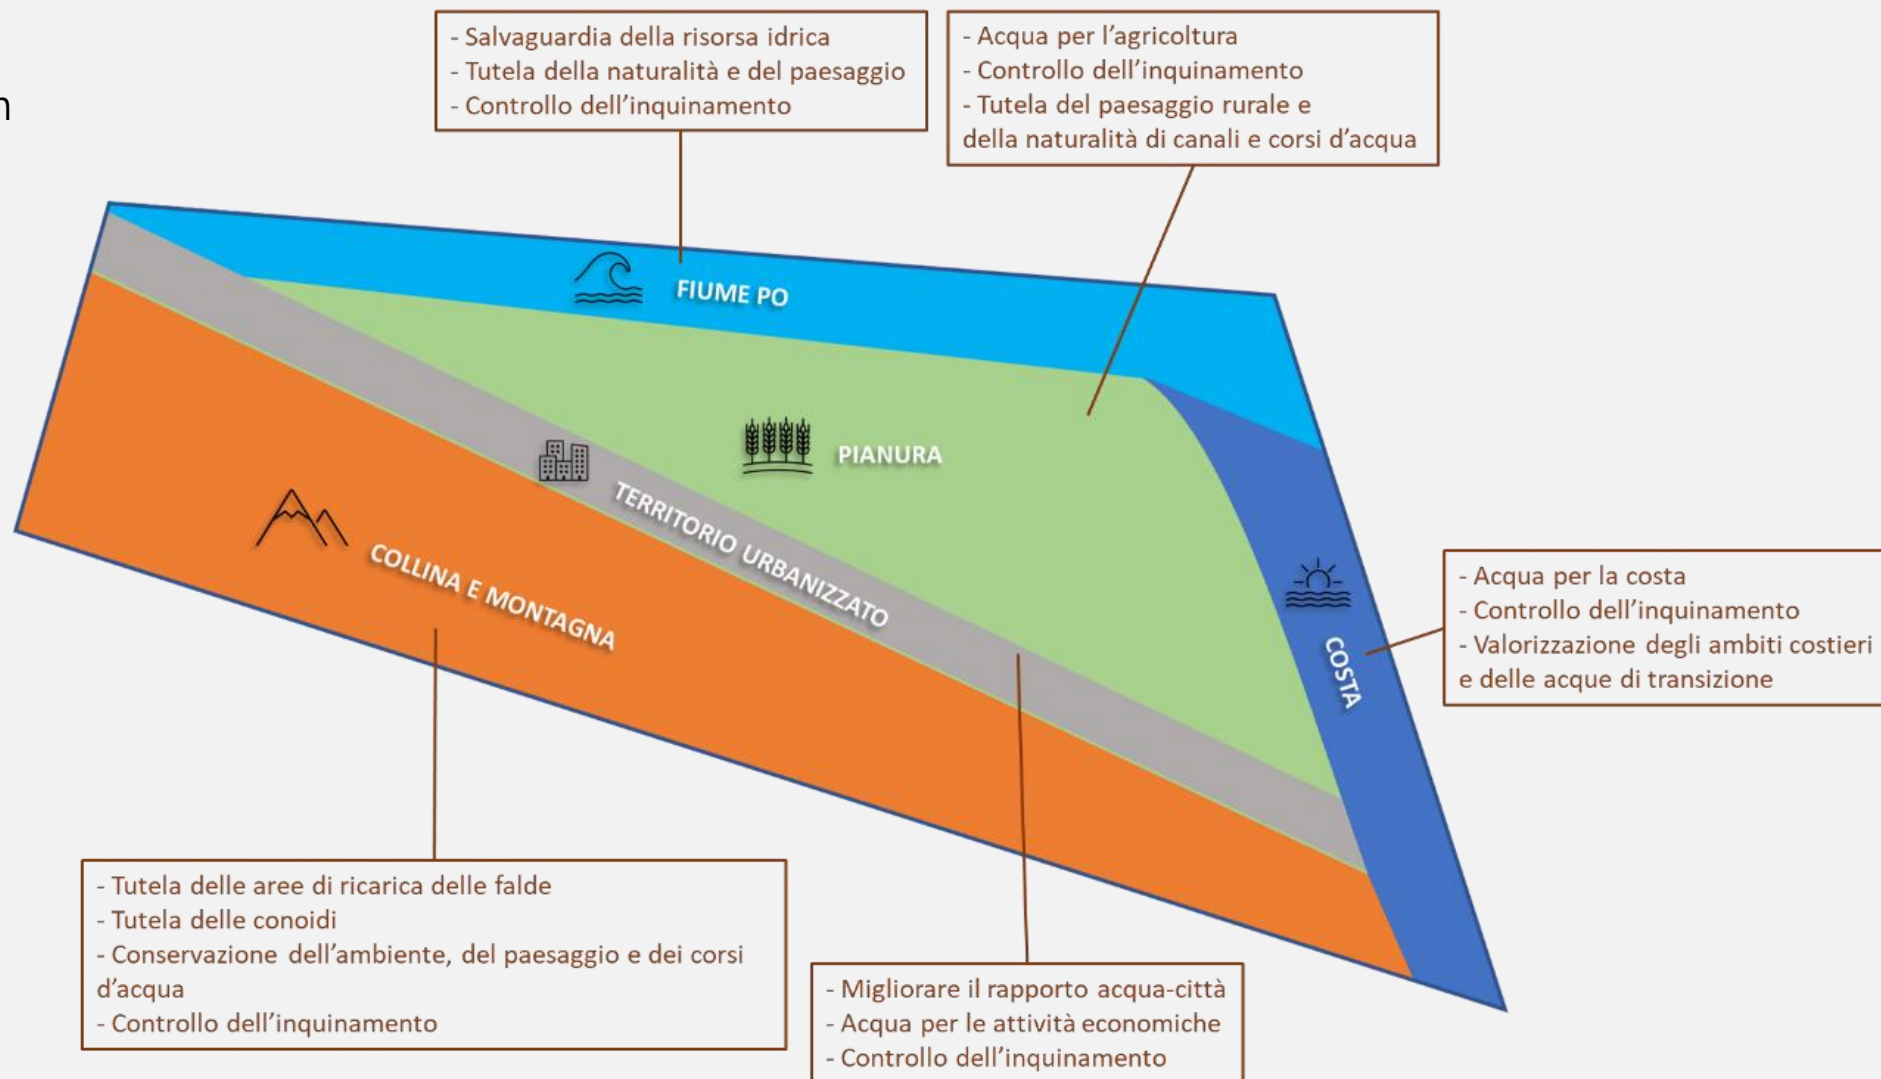 - Salvaguardia della risorsa idrica
- Tutela della naturalità e del paesaggio
- Controllo dell'inquinamento
- Acqua per l'agricoltura
- Controllo dell'inquinamento
- Tutela del paesaggio rurale e
della naturalità di canali e corsi d'acqua
FIUME PO
PIANURA
TERRITORIO URBANIZZATO
COLLINA E MONTAGNA
COSTA
- Acqua per la costa
- Controllo dell'inquinamento
- Valorizzazione degli ambiti costieri
e delle acque di transizione
- Tutela delle aree di ricarica delle falde
- Tutela delle conoidi
- Conservazione dell'ambiente, del paesaggio e dei corsi
d'acqua
- Controllo dell'inquinamento
- Migliorare il rapporto acqua-città
- Acqua per le attività economiche
- Controllo dell'inquinamento